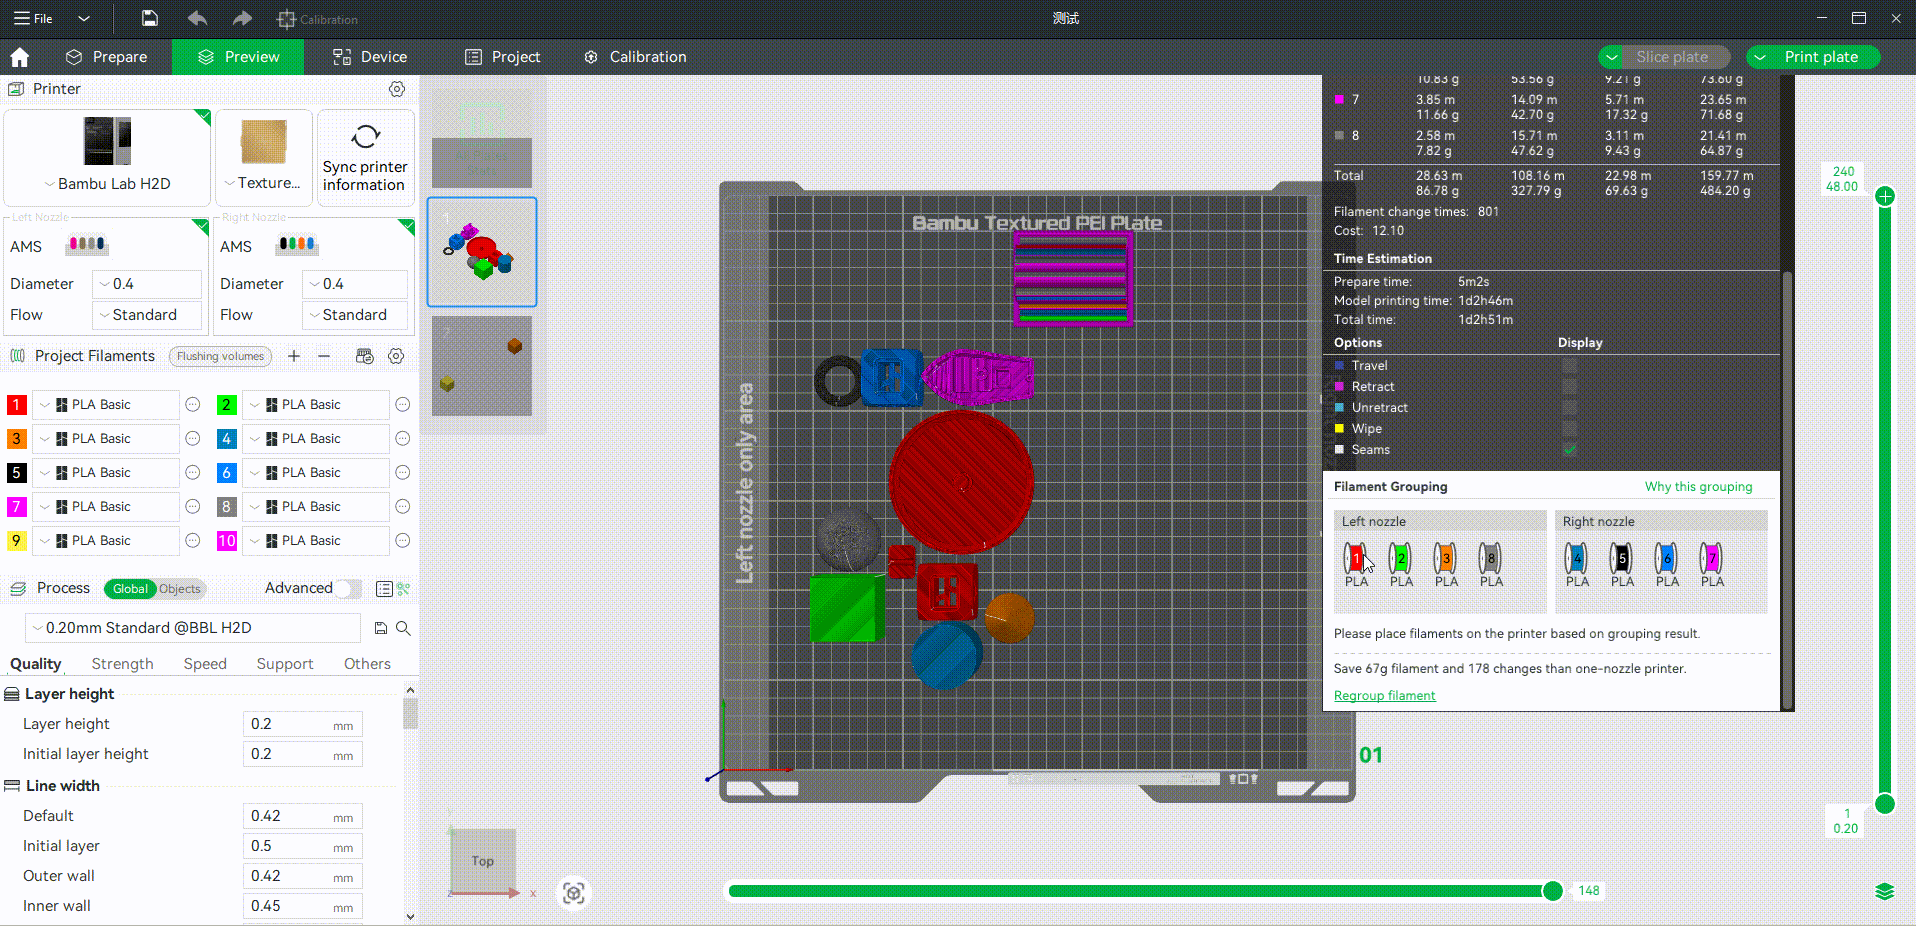 File
Calibration
测试
Prepare
Preview
Device
Project
Calibration
Slice plate
Print plate
Printer
Bambu Lab H2D
Texture...
Sync printer
information
Left Nozzle
Right Nozzle
AMS
AMS
Diameter
0.4
Diameter
0.4
Flow
Standard
Flow
Standard
Project Filaments
Flushing volumes
1 PLA Basic
2 PLA Basic
3 PLA Basic
4 PLA Basic
5 PLA Basic
6 PLA Basic
7 PLA Basic
8 PLA Basic
9 PLA Basic
10 PLA Basic
Process
Global
Objects
Advanced
0.20mm Standard @BBL H2D
Quality
Strength
Speed
Support
Others
Layer height
Layer height
0.2
mm
Initial layer height
0.2
mm
Line width
Default
0.42
mm
Initial layer
0.5
mm
Outer wall
0.42
mm
Inner wall
0.45
mm
All Plates
Stats
1
2
Bambu Textured PEI Plate
Left nozzle only area
01
Top
z
x
148
10.83 g 53.56 g 9.21 g 73.60 g
7 3.85 m 14.09 m 5.71 m 23.65 m
11.66 g 42.70 g 17.32 g 71.68 g
8 2.58 m 15.71 m 3.11 m 21.41 m
7.82 g 47.62 g 9.43 g 64.87 g
Total 28.63 m 108.16 m 22.98 m 159.77 m
86.78 g 327.79 g 69.63 g 484.20 g
Filament change times: 801
Cost: 12.10
Time Estimation
Prepare time: 5m2s
Model printing time: 1d2h46m
Total time: 1d2h51m
Options Display
Travel
Retract
Unretract
Wipe
Seams
Filament Grouping
Why this grouping
Left nozzle
1 2 3 8
PLA PLA PLA PLA
Right nozzle
4 5 6 7
PLA PLA PLA PLA
Please place filaments on the printer based on grouping result.
Save 67g filament and 178 changes than one-nozzle printer.
Regroup filament
240
48.00
1
0.20